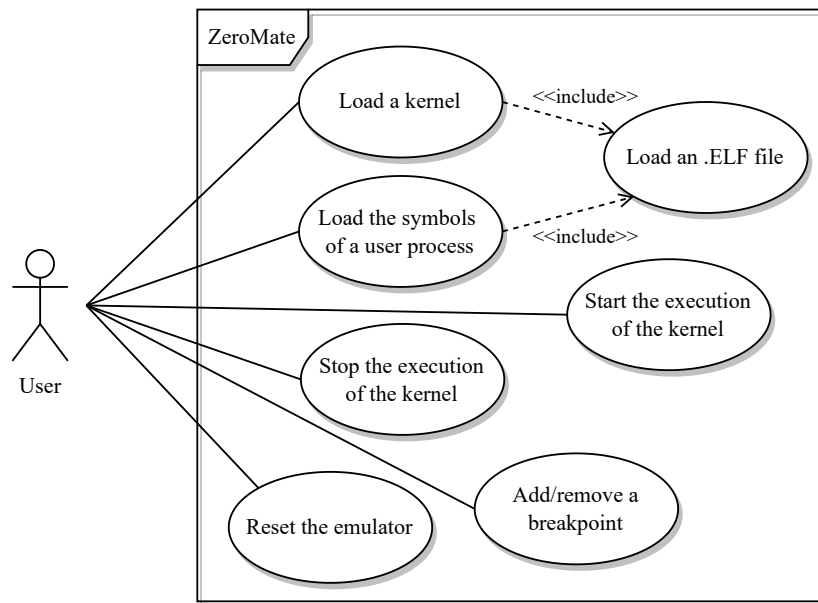 ZeroMate
Load a kernel
<<include>>
Load an .ELF file
Load the symbols
of a user process
<<include>>
Start the execution
of the kernel
Stop the execution
of the kernel
User
Add/remove a
breakpoint
Reset the emulator